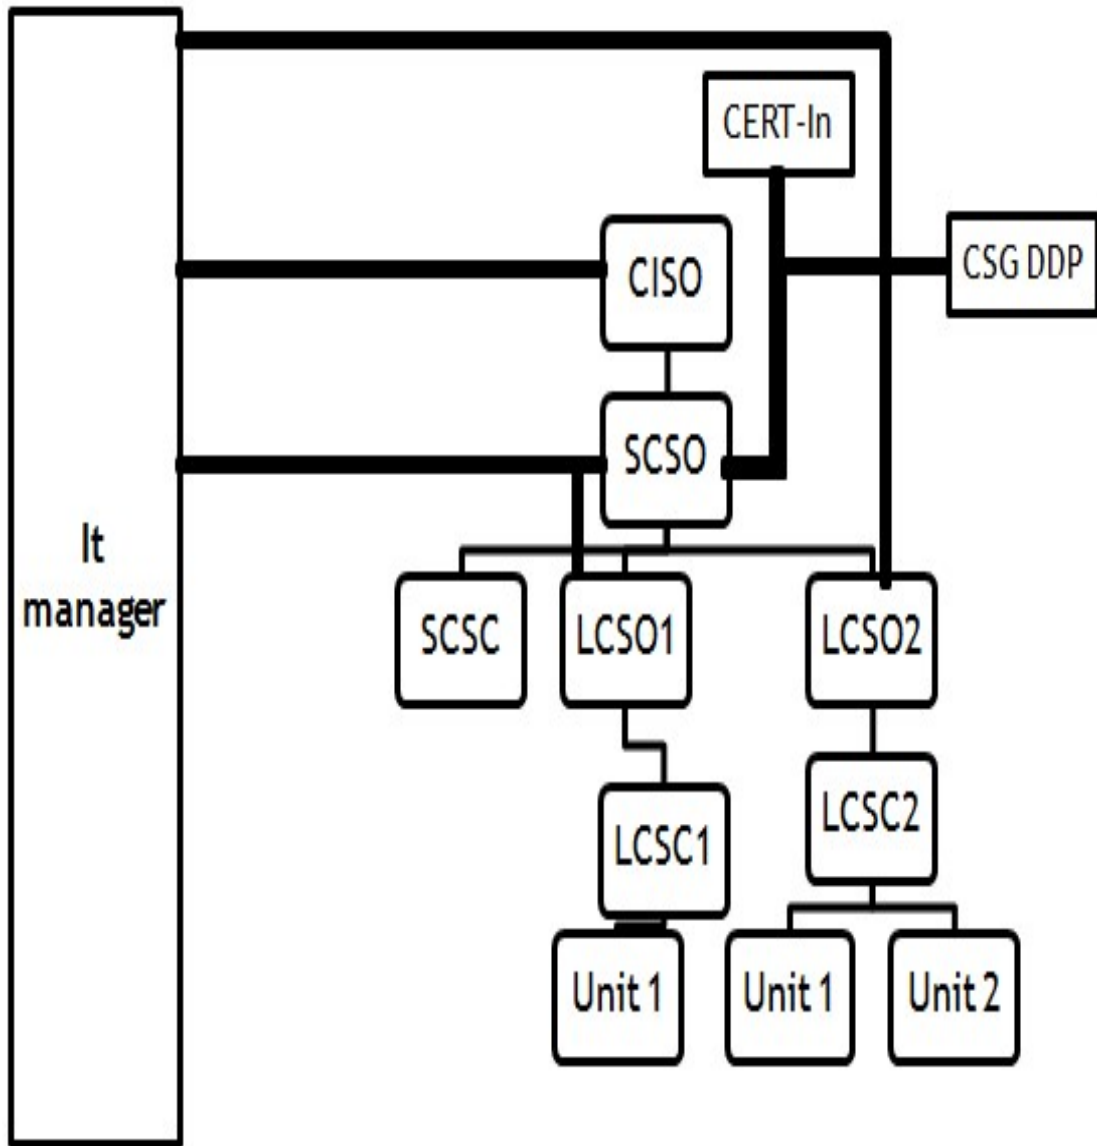 CERT-In
CSG DDP
CISO
SCSO
It
manager
SCSC
LCSO1
LCSO2
LCSC2
LCSC1
Unit 1
Unit 1
Unit 2